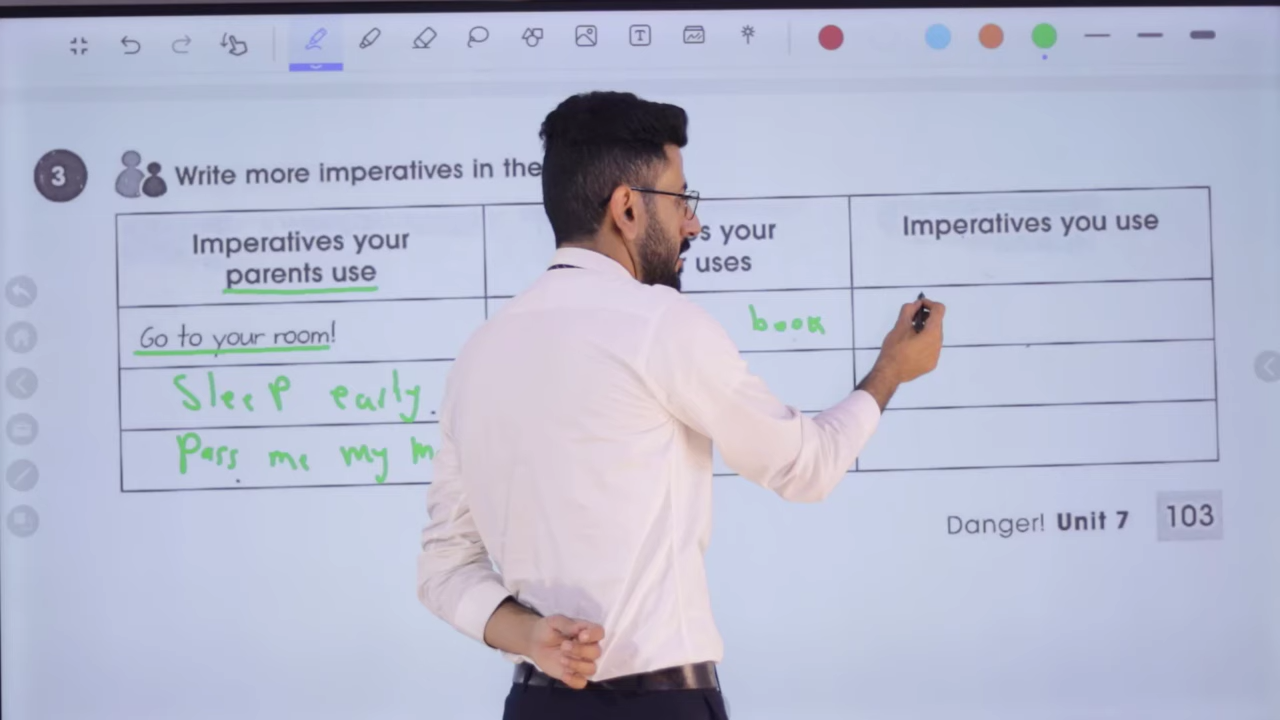 3
Write more imperatives in the
Imperatives your
parents use
your
uses
Imperatives you use
Go to your room!
book
Sleep early.
Pass me my
Danger! Unit 7 103